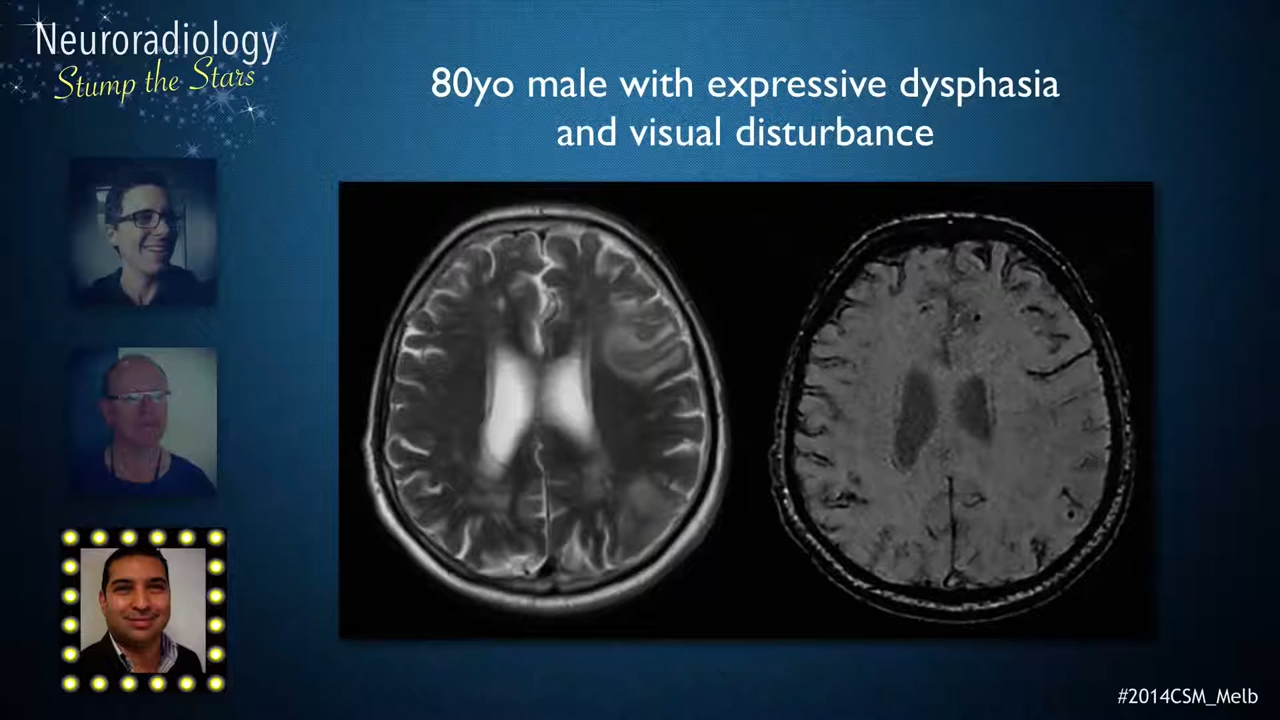 Neuroradiology
Stump the Stars
80yo male with expressive dysphasia
and visual disturbance
#2014CSM_Melb